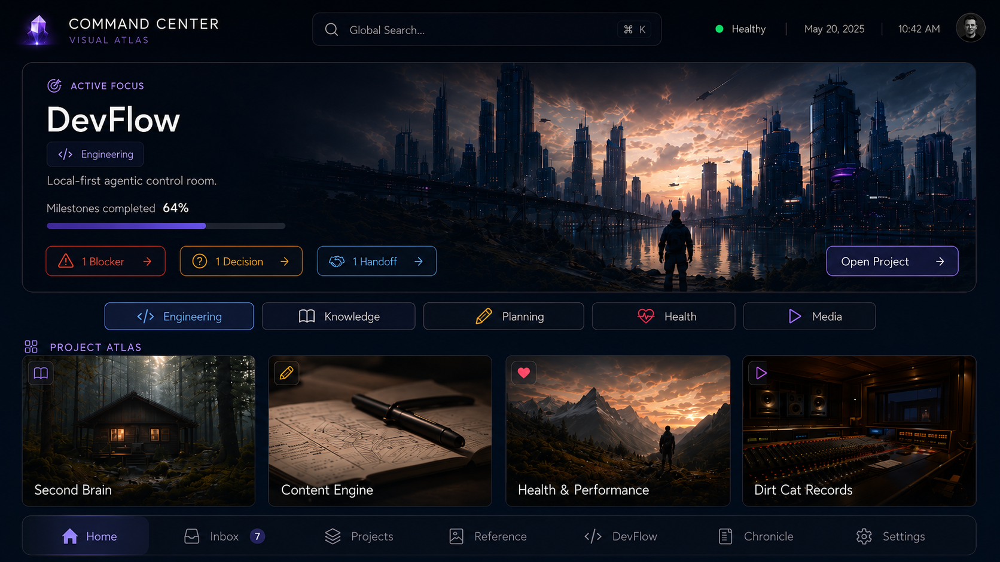 COMMAND CENTER
VISUAL ATLAS
Global Search...
⌘ K
Healthy
May 20, 2025
10:42 AM
ACTIVE FOCUS
DevFlow
</> Engineering
Local-first agentic control room.
Milestones completed 64%
1 Blocker →
1 Decision →
1 Handoff →
Open Project →
</> Engineering
Knowledge
Planning
Health
Media
PROJECT ATLAS
Second Brain
Content Engine
Health & Performance
Dirt Cat Records
Home
Inbox 7
Projects
Reference
</> DevFlow
Chronicle
Settings